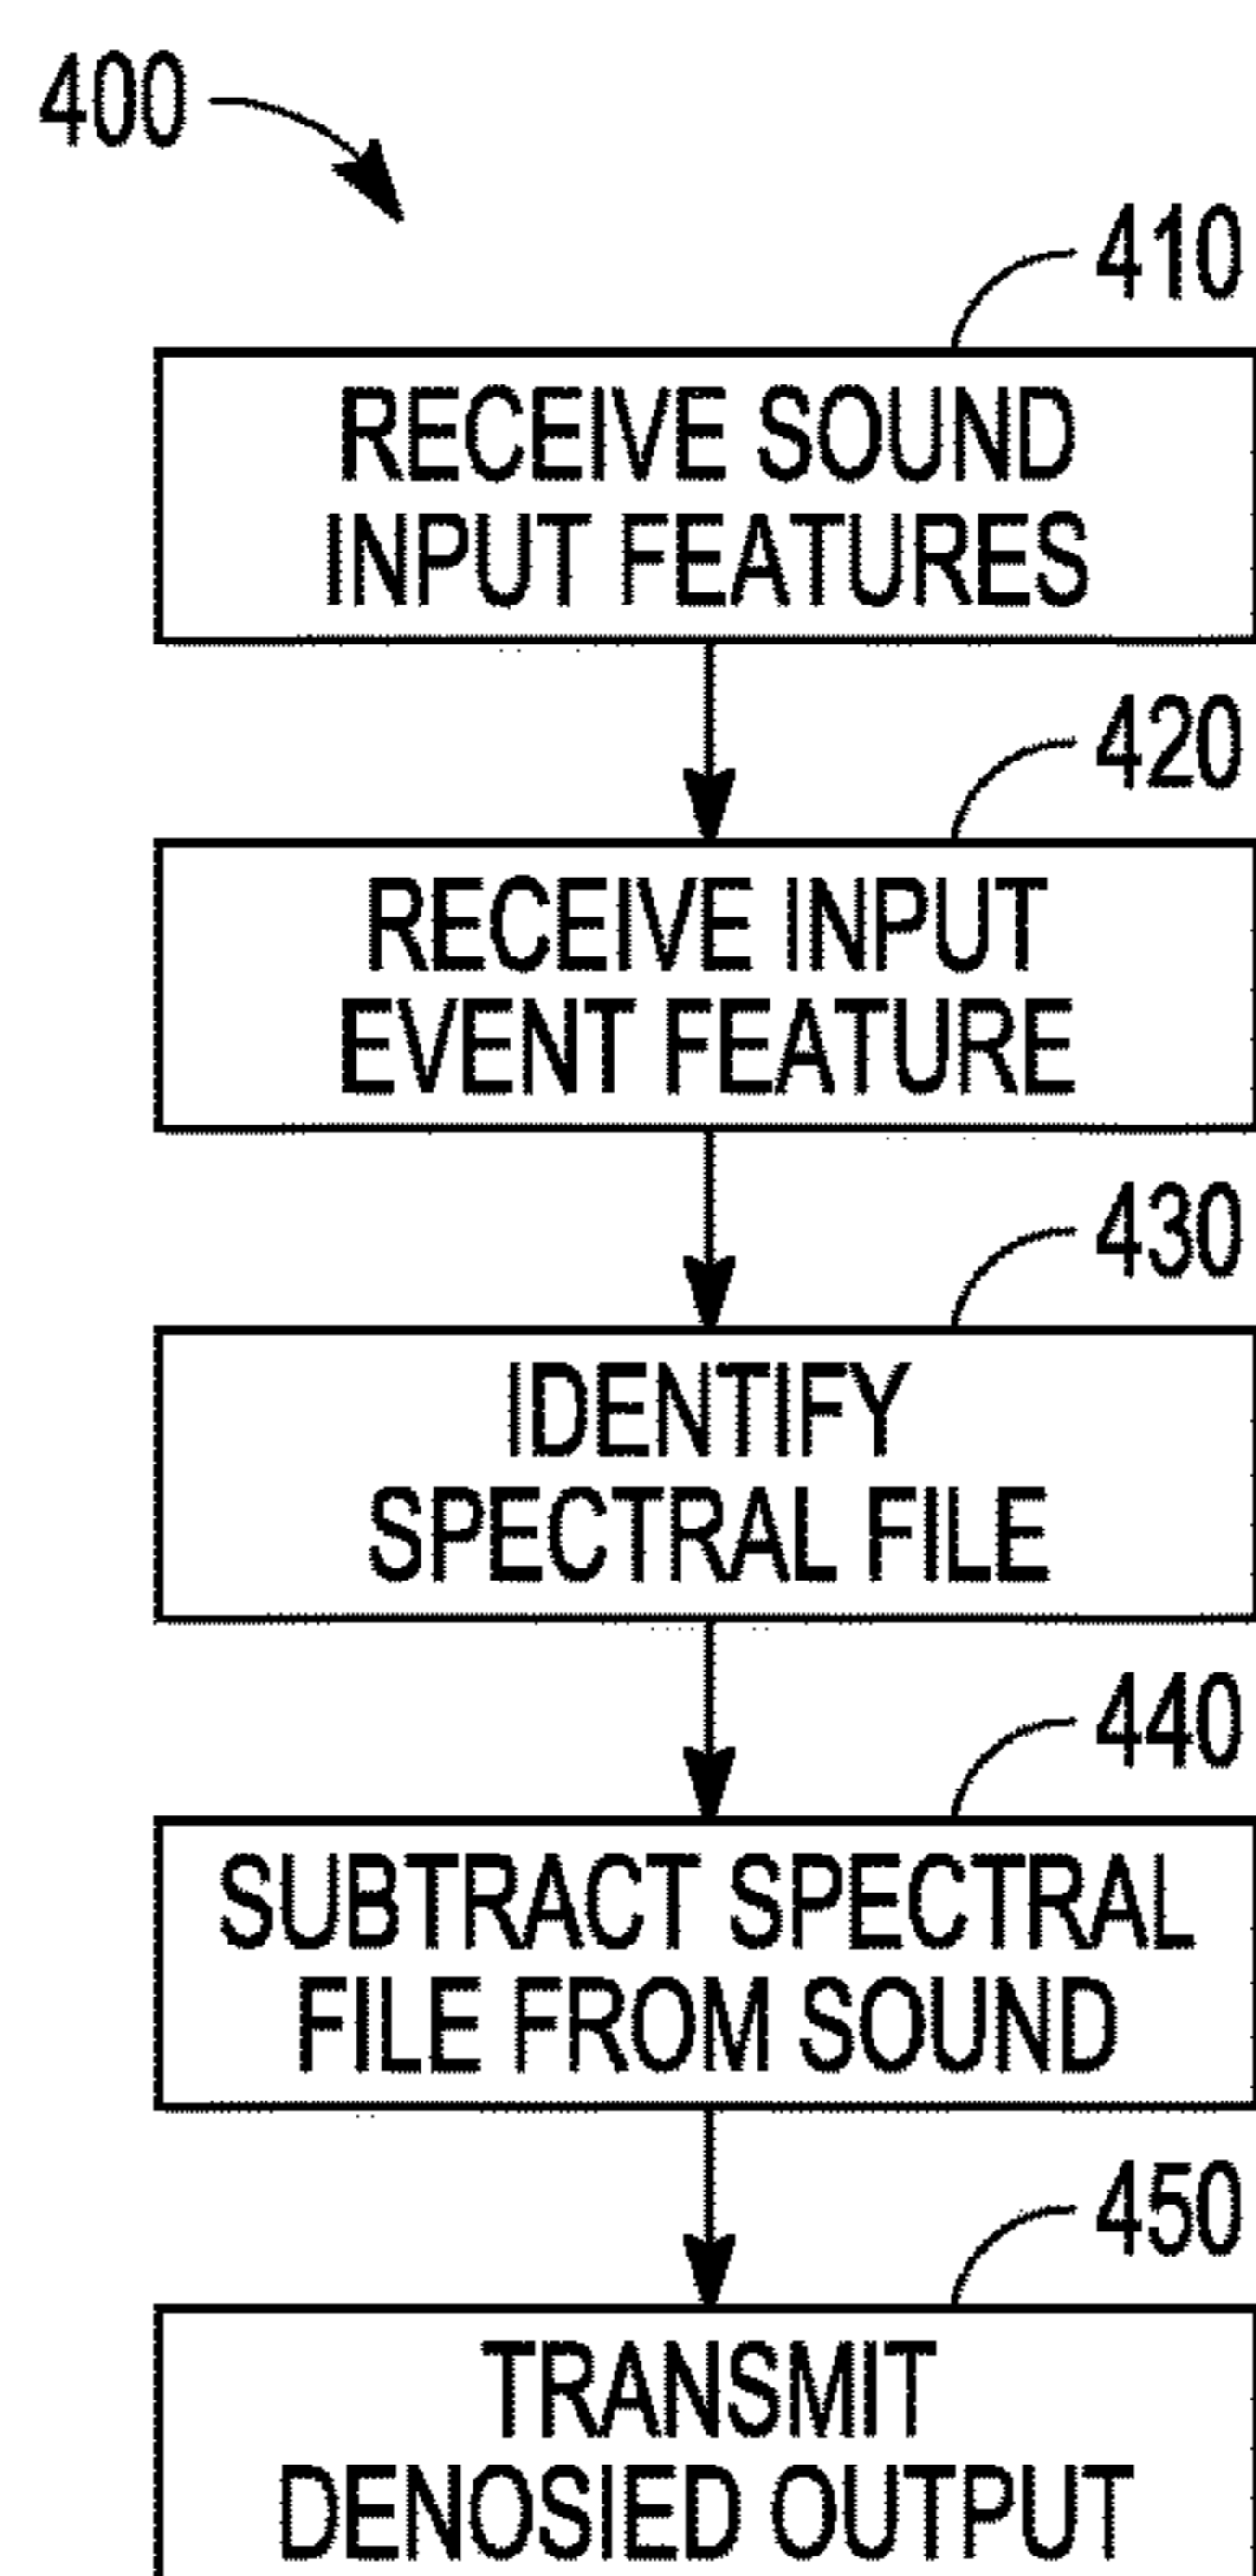 400
410
RECEIVE SOUND
INPUT FEATURES
420
RECEIVE INPUT
EVENT FEATURE
430
IDENTIFY
SPECTRAL FILE
440
SUBTRACT SPECTRAL
FILE FROM SOUND
450
TRANSMIT
DENOSIED OUTPUT